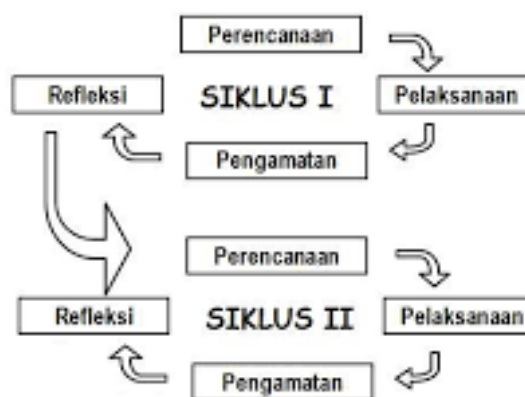 Perencanaan
Refleksi
SIKLUS I
Pelaksanaan
Pengamatan
Perencanaan
Refleksi
SIKLUS II
Pelaksanaan
Pengamatan